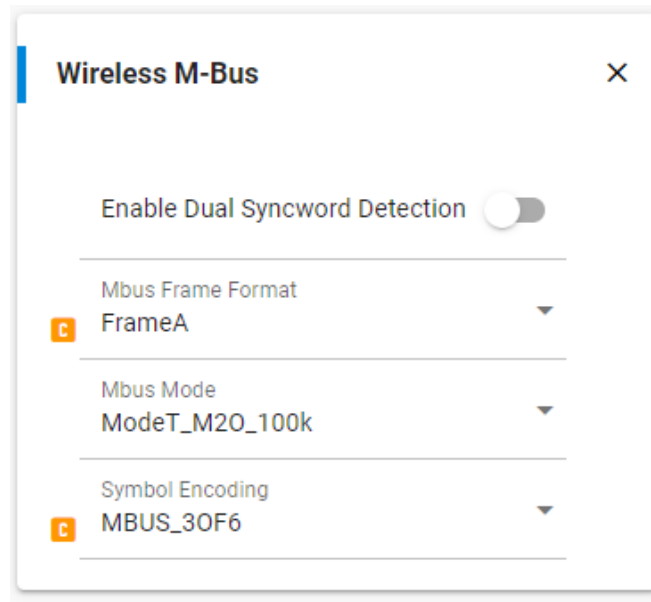 Wireless M-Bus
Enable Dual Syncword Detection
Mbus Frame Format
C
FrameA
Mbus Mode
ModeT_M2O_100k
Symbol Encoding
C
MBUS_3OF6